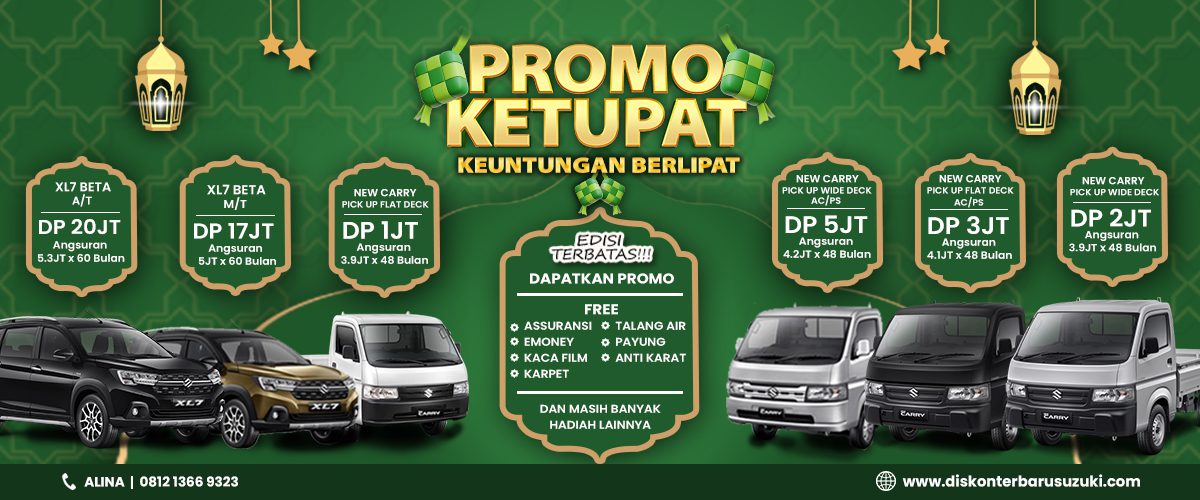 PROMO
KETUPAT
KEUNTUNGAN BERLIPAT
XL7 BETA
A/T
DP 20JT
Angsuran
5.3JT x 60 Bulan
XL7 BETA
M/T
DP 17JT
Angsuran
5JT x 60 Bulan
NEW CARRY
PICK UP FLAT DECK
DP 1JT
Angsuran
3.9JT x 48 Bulan
EDISI
TERBATAS!!!
DAPATKAN PROMO
FREE
ASSURANSI
EMONEY
KACA FILM
KARPET
TALANG AIR
PAYUNG
ANTI KARAT
DAN MASIH BANYAK
HADIAH LAINNYA
NEW CARRY
PICK UP WIDE DECK
AC/PS
DP 5JT
Angsuran
4.2JT x 48 Bulan
NEW CARRY
PICK UP FLAT DECK
AC/PS
DP 3JT
Angsuran
4.1JT x 48 Bulan
NEW CARRY
PICK UP WIDE DECK
DP 2JT
Angsuran
3.9JT x 48 Bulan
XL7
XL7
CARRY
CARRY
CARRY
CARRY
ALINA | 0812 1366 9323
www.diskonterbarusuzuki.com